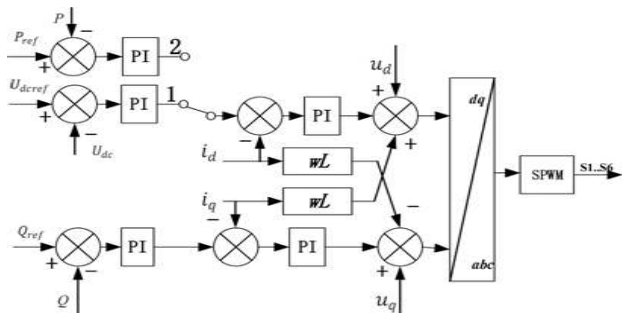 P
P_ref
PI
2
U_dcref
PI
1
U_dc
PI
u_d
dq
i_d
wL
SPWM
S1..S6
i_q
wL
Q_ref
PI
PI
abc
Q
u_q